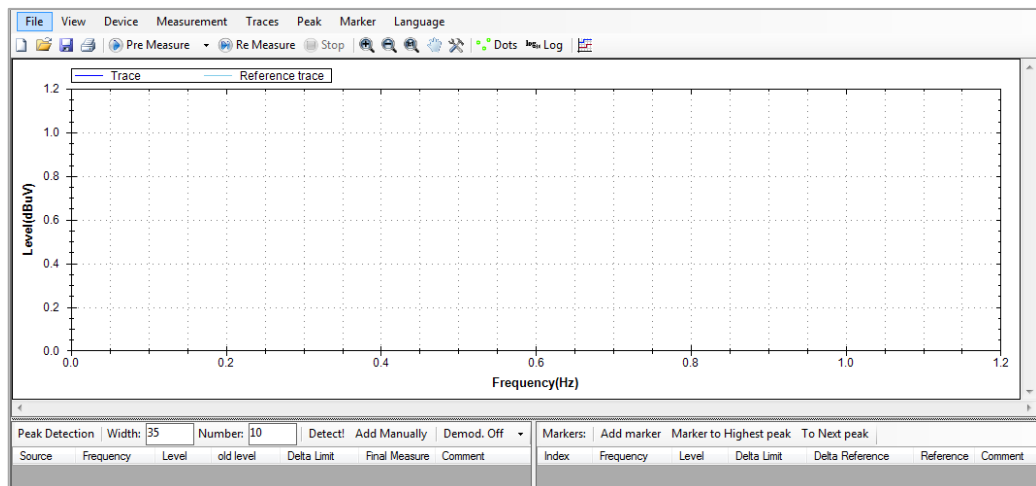 File View Device Measurement Traces Peak Marker Language
Pre Measure Re Measure Stop Dots log₁₀ Log
Trace Reference trace
1.2
1.0
0.8
0.6
0.4
0.2
0.0
Level(dBuV)
0.0 0.2 0.4 0.6 0.8 1.0 1.2
Frequency(Hz)
Peak Detection Width: 35 Number: 10 Detect! Add Manually Demod. Off Markers: Add marker Marker to Highest peak To Next peak
Source Frequency Level old level Delta Limit Final Measure Comment Index Frequency Level Delta Limit Delta Reference Reference Comment